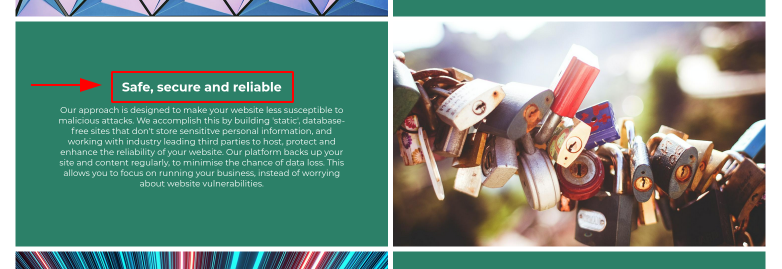 Safe, secure and reliable
Our approach is designed to make your website less susceptible to
malicious attacks. We accomplish this by building 'static', database-
free sites that don't store sensitvte personal information, and
working with industry leading third parties to host, protect and
enhance the reliability of your website. Our platform backs up your
site and content regularly, to minimise the chance of data loss. This
allows you to focus on running your business, instead of worrying
about website vulnerabilities.